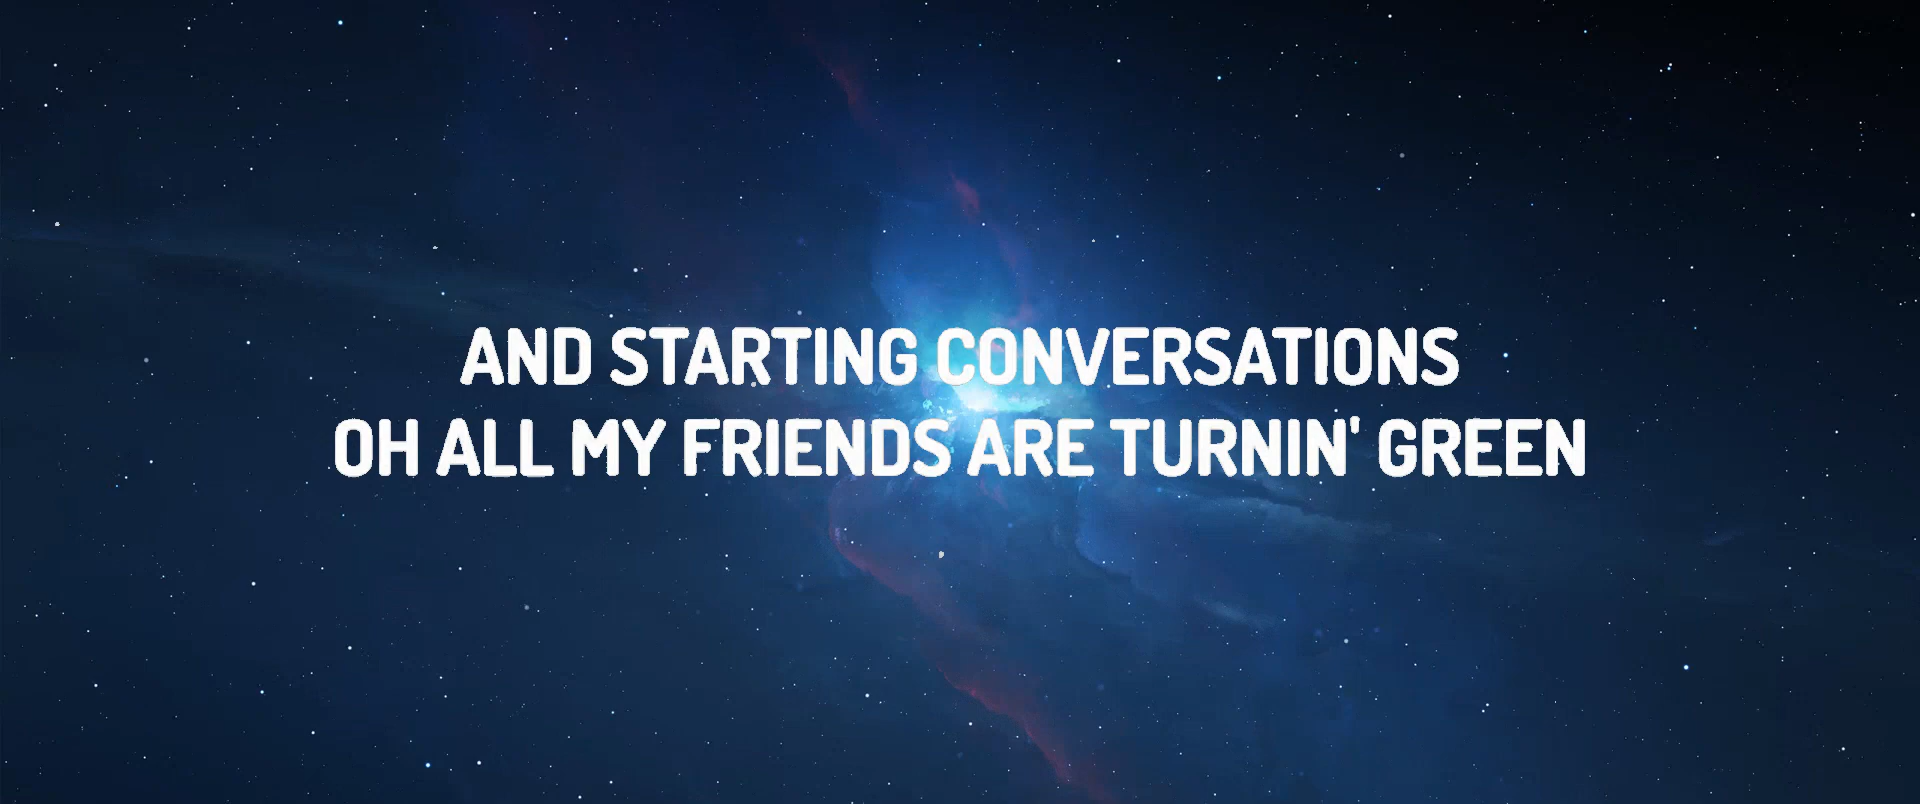 AND STARTING CONVERSATIONS
OH ALL MY FRIENDS ARE TURNIN' GREEN